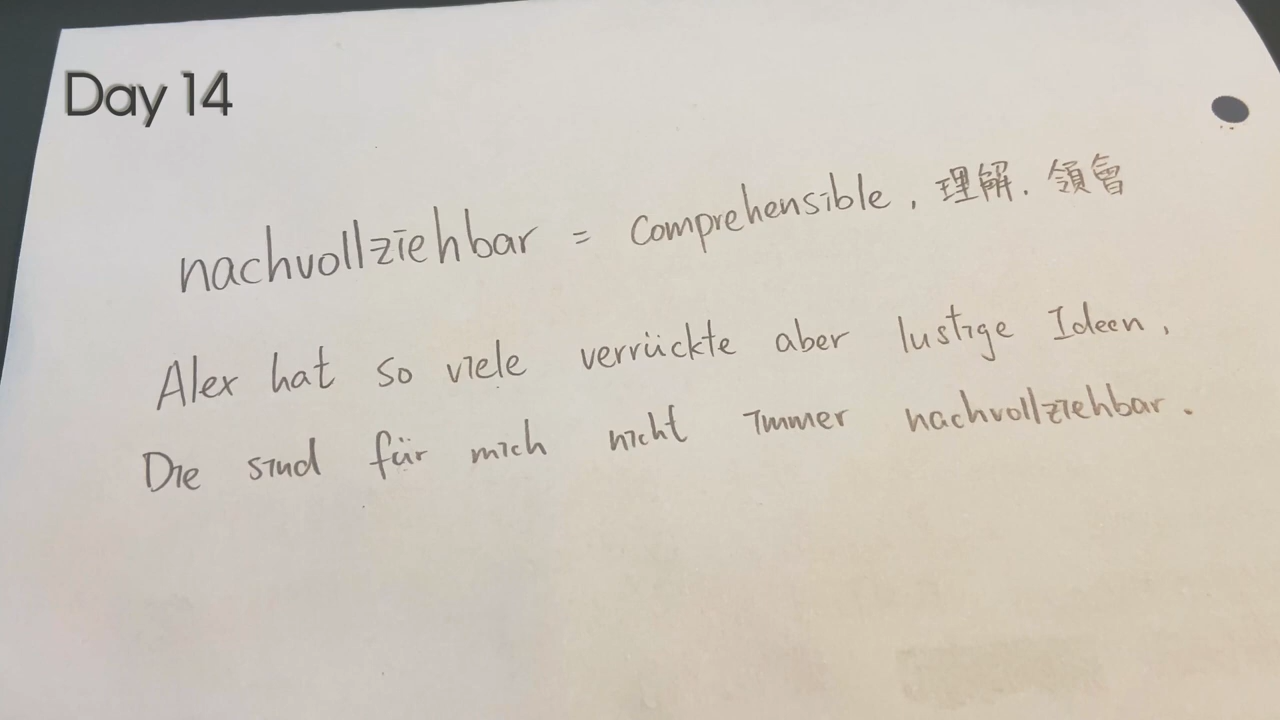 Day 14
nachvollziehbar = Comprehensible, 理解. 領會
Alex hat so viele verrückte aber lustige Ideen,
Die sind für mich nicht immer nachvollziehbar.